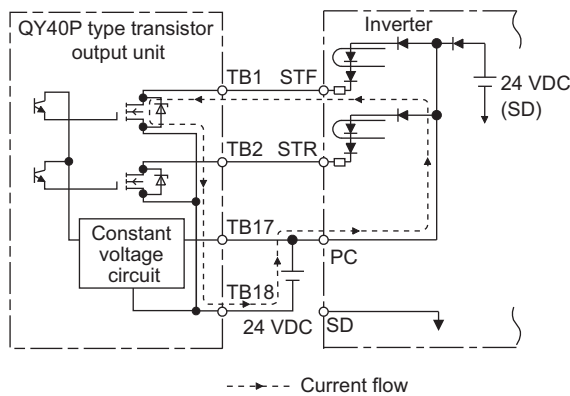 QY40P type transistor
output unit
Inverter
TB1
STF
24 VDC
(SD)
TB2
STR
TB17
Constant
voltage
circuit
PC
TB18
24 VDC
SD
Current flow